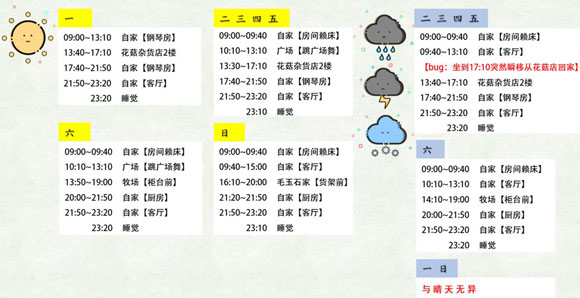 一
09:00~13:10 自家【钢琴房】
13:40~17:10 花菇杂货店2楼
17:40~21:50 自家【钢琴房】
21:50~23:20 自家【客厅】
23:20 睡觉
二 三 四 五
09:00~09:40 自家【房间赖床】
10:10~13:10 广场【跳广场舞】
13:40~17:10 花菇杂货店2楼
17:40~21:50 自家【钢琴房】
21:50~23:20 自家【客厅】
23:10 睡觉
六
09:00~09:40 自家【房间赖床】
10:10~13:10 广场【跳广场舞】
13:50~19:00 牧场【柜台前】
20:00~21:50 自家【厨房】
21:50~23:20 自家【客厅】
23:20 睡觉
日
09:00~09:40 自家【房间赖床】
09:40~15:00 自家【客厅】
16:10~20:00 毛玉石家【货架前】
21:20~21:50 自家【厨房】
21:50~23:20 自家【客厅】
23:10 睡觉
二 三 四 五
09:00~09:40 自家【房间赖床】
09:40~13:10 自家【客厅】
【bug：坐到17:10突然瞬移从花菇店回家】
13:40~17:10 花菇杂货店2楼
17:40~21:50 自家【钢琴房】
21:50~23:20 自家【客厅】
23:20 睡觉
六
09:00~09:40 自家【房间赖床】
10:10~13:10 自家【客厅】
14:10~19:00 牧场【柜台前】
20:00~21:50 自家【厨房】
21:50~23:20 自家【客厅】
23:20 睡觉
一 日
与 晴 天 无 异